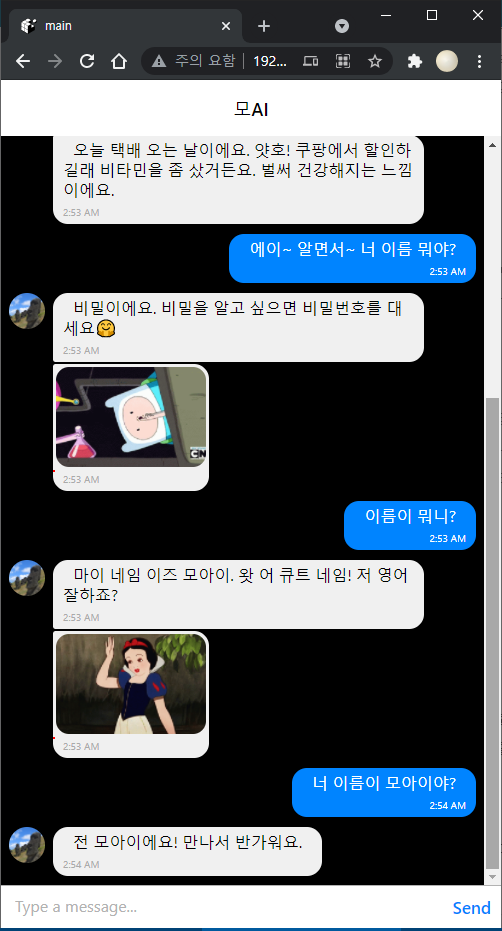 main
주의 요함
192...
모AI
오늘 택배 오는 날이에요. 얏호! 쿠팡에서 할인하
길래 비타민을 좀 샀거든요. 벌써 건강해지는 느낌
이에요.
2:53 AM
에이~ 알면서~ 너 이름 뭐야?
2:53 AM
비밀이에요. 비밀을 알고 싶으면 비밀번호를 대
세요🤗
2:53 AM
CN
2:53 AM
이름이 뭐니?
2:53 AM
마이 네임 이즈 모아이. 왓 어 큐트 네임! 저 영어
잘하죠?
2:53 AM
2:53 AM
너 이름이 모아이야?
2:54 AM
전 모아이에요! 만나서 반가워요.
2:54 AM
Type a message...
Send